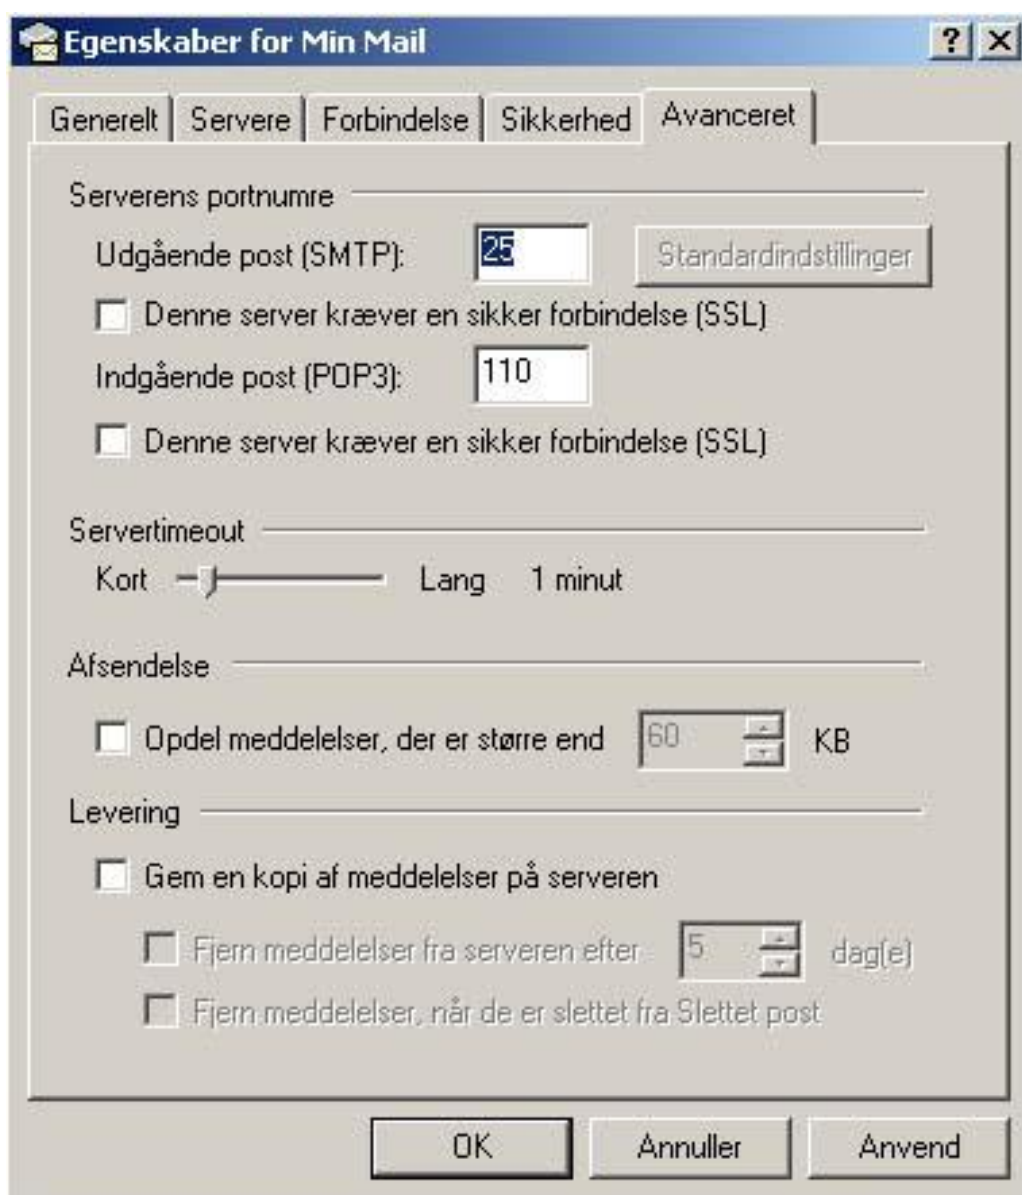 Egenskaber for Min Mail
Generelt Servere Forbindelse Sikkerhed Avanceret
Serverens portnumre
Udgående post (SMTP): 25 Standardindstillinger
Denne server kræver en sikker forbindelse (SSL)
Indgående post (POP3): 110
Denne server kræver en sikker forbindelse (SSL)
Servertimeout
Kort Lang 1 minut
Afsendelse
Opdel meddelelser, der er større end 60 KB
Levering
Gem en kopi af meddelelser på serveren
Fjern meddelelser fra serveren efter 5 dag(e)
Fjern meddelelser, når de er slettet fra Slettet post
OK Annuller Anvend